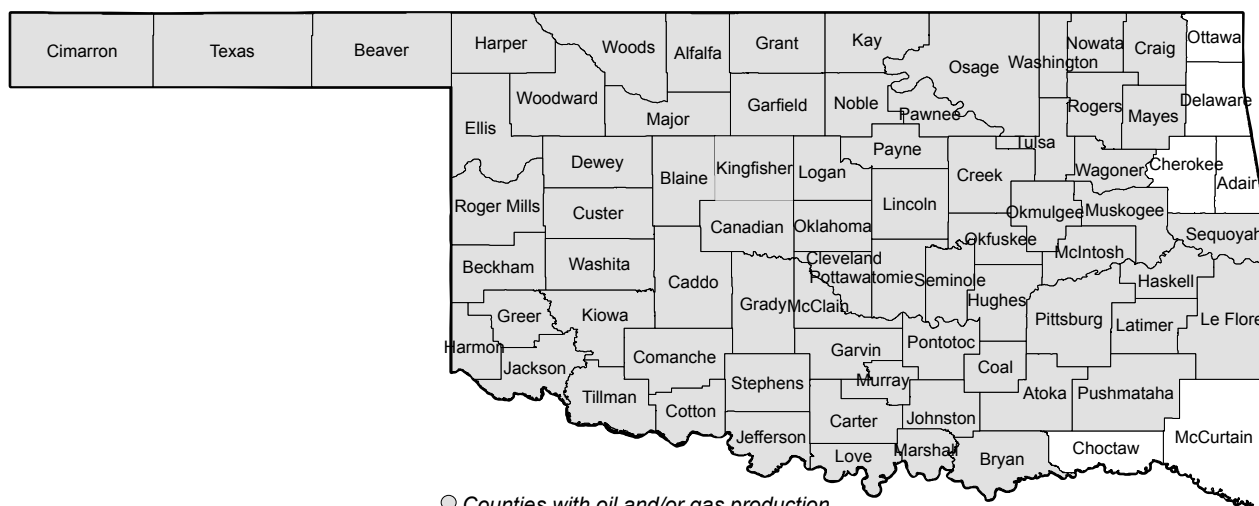 Cimarron
Texas
Beaver
Harper
Woods
Alfalfa
Grant
Kay
Osage
Washington
Nowata
Craig
Ottawa
Ellis
Woodward
Major
Garfield
Noble
Pawnee
Tulsa
Rogers
Mayes
Delaware
Dewey
Blaine
Kingfisher
Logan
Payne
Creek
Wagoner
Cherokee
Adair
Roger Mills
Custer
Canadian
Oklahoma
Lincoln
Okfuskee
Okmulgee
Muskogee
Sequoyah
Beckham
Washita
Caddo
Grady
Cleveland
McClain
Pottawatomie
Seminole
Hughes
McIntosh
Haskell
Pittsburg
Latimer
Le Flore
Harmon
Greer
Kiowa
Jackson
Comanche
Garvin
Pontotoc
Coal
Tillman
Cotton
Stephens
Murray
Carter
Johnston
Atoka
Pushmataha
Jefferson
Love
Marshall
Bryan
Choctaw
McCurtain
Counties with oil and/or gas production